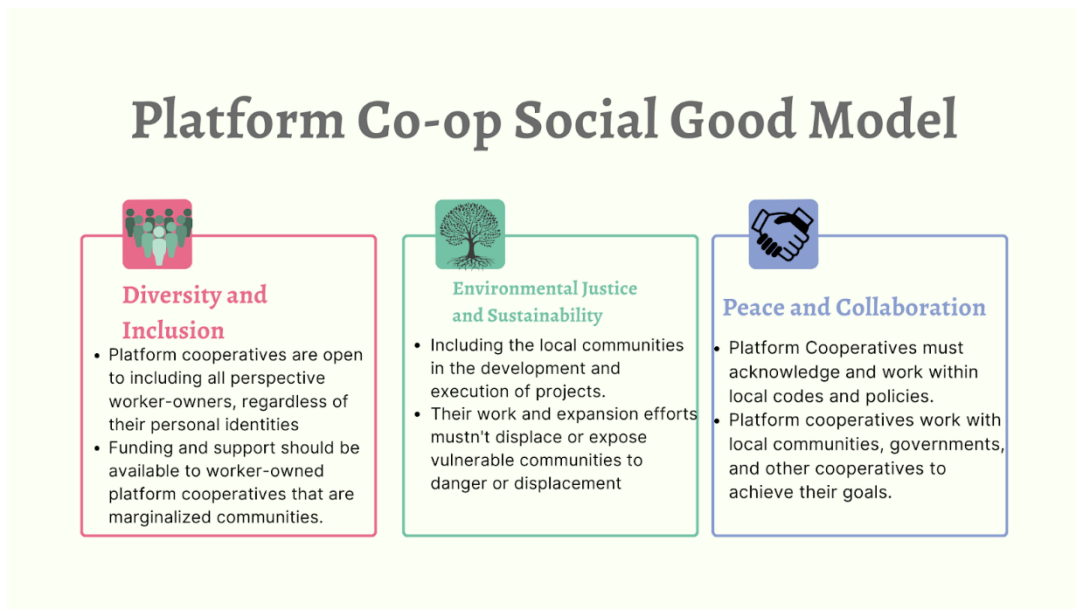 Platform Co-op Social Good Model
Diversity and
Inclusion
• Platform cooperatives are open
to including all perspective
worker-owners, regardless of
their personal identities
• Funding and support should be
available to worker-owned
platform cooperatives that are
marginalized communities.
Environmental Justice
and Sustainability
• Including the local communities
in the development and
execution of projects.
• Their work and expansion efforts
mustn't displace or expose
vulnerable communities to
danger or displacement
Peace and Collaboration
• Platform Cooperatives must
acknowledge and work within
local codes and policies.
• Platform cooperatives work with
local communities, governments,
and other cooperatives to
achieve their goals.